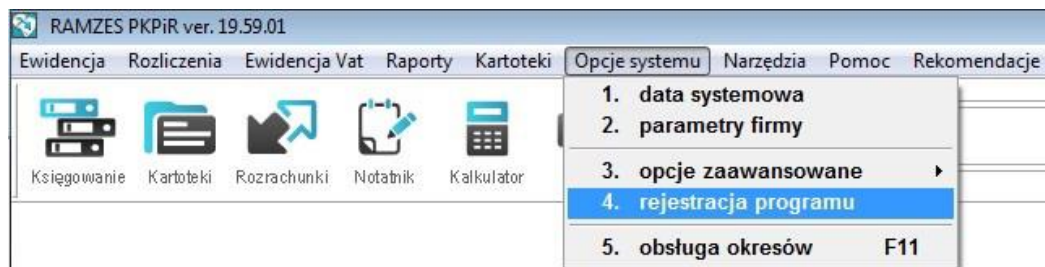 RAMZES PKPiR ver. 19.59.01
Ewidencja Rozliczenia Ewidencja Vat Raporty Kartoteki Opcje systemu Narzędzia Pomoc Rekomendacje
1. data systemowa
2. parametry firmy
3. opcje zaawansowane
4. rejestracja programu
5. obsługa okresów F11
Księgowanie Kartoteki Rozrachunki Notatnik Kalkulator